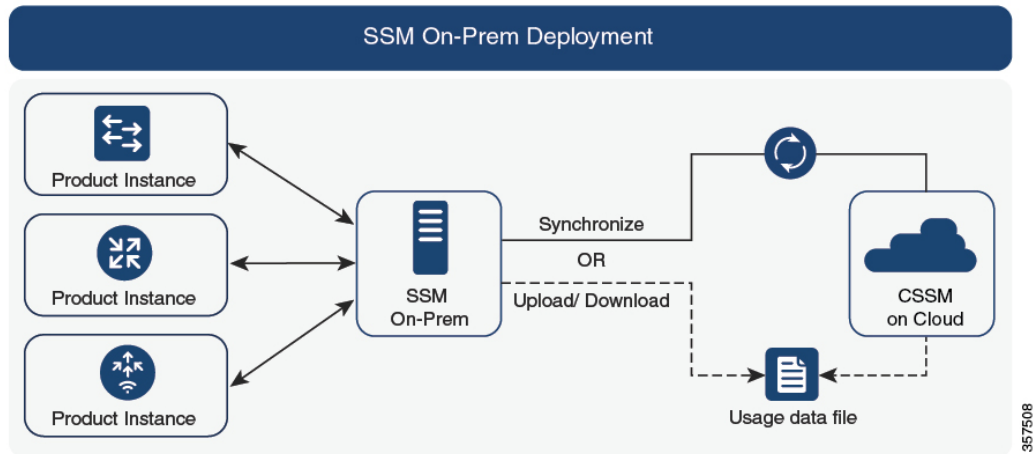 SSM On-Prem Deployment
Product Instance
Product Instance
Product Instance
SSM
On-Prem
Synchronize
OR
Upload/ Download
CSSM
on Cloud
Usage data file
357508